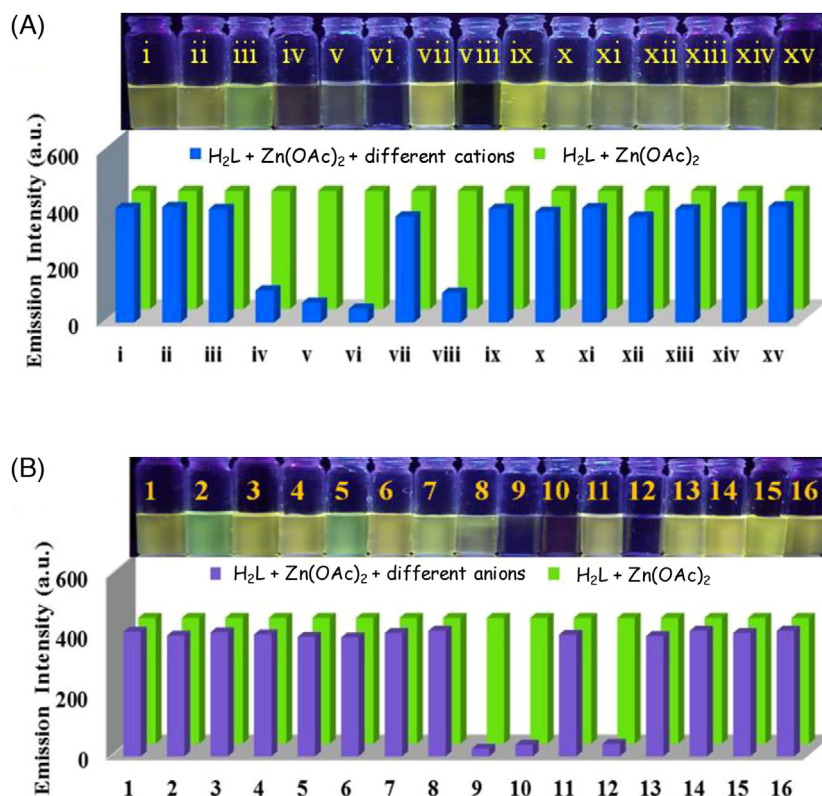 (A)
i ii iii iv v vi vii viii ix x xi xii xiii xiv xv
Emission Intensity (a.u.)
600
400
200
0
H₂L + Zn(OAc)₂ + different cations H₂L + Zn(OAc)₂
i ii iii iv v vi vii viii ix x xi xii xiii xiv xv
(B)
1 2 3 4 5 6 7 8 9 10 11 12 13 14 15 16
Emission Intensity (a.u.)
600
400
200
0
H₂L + Zn(OAc)₂ + different anions H₂L + Zn(OAc)₂
1 2 3 4 5 6 7 8 9 10 11 12 13 14 15 16